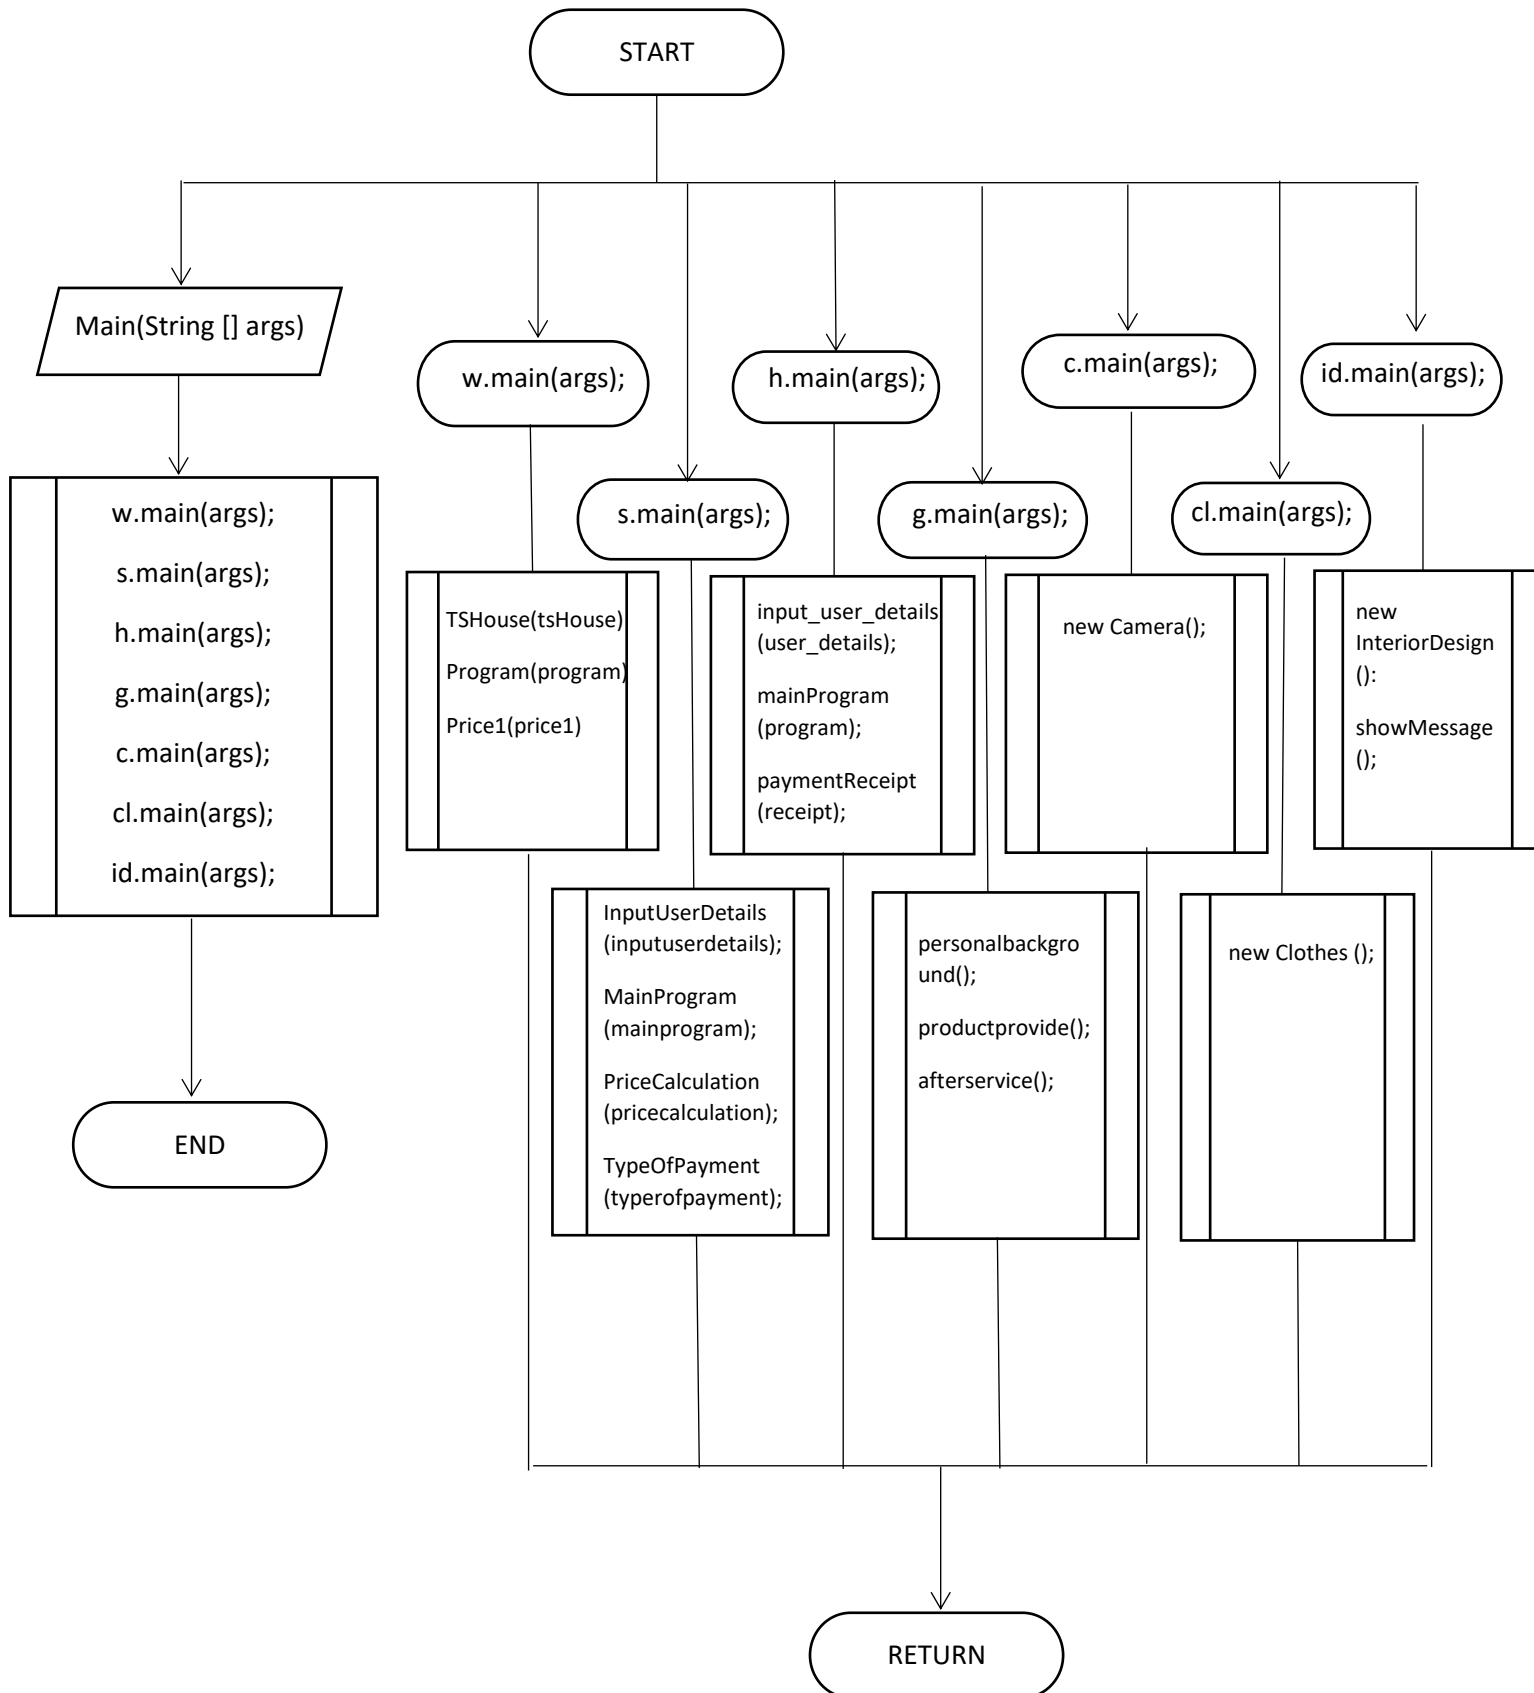 START
Main(String [] args)
w.main(args);
s.main(args);
h.main(args);
g.main(args);
c.main(args);
cl.main(args);
id.main(args);
END
w.main(args);
TSHouse(tsHouse)
Program(program)
Price1(price1)
s.main(args);
InputUserDetails
(inputuserdetails);
MainProgram
(mainprogram);
PriceCalculation
(pricecalculation);
TypeOfPayment
(typerofpayment);
h.main(args);
input_user_details
(user_details);
mainProgram
(program);
paymentReceipt
(receipt);
g.main(args);
personalbackgro
und();
productprovide();
afterservice();
c.main(args);
new Camera();
cl.main(args);
new Clothes ();
id.main(args);
new
InteriorDesign
():
showMessage
();
RETURN